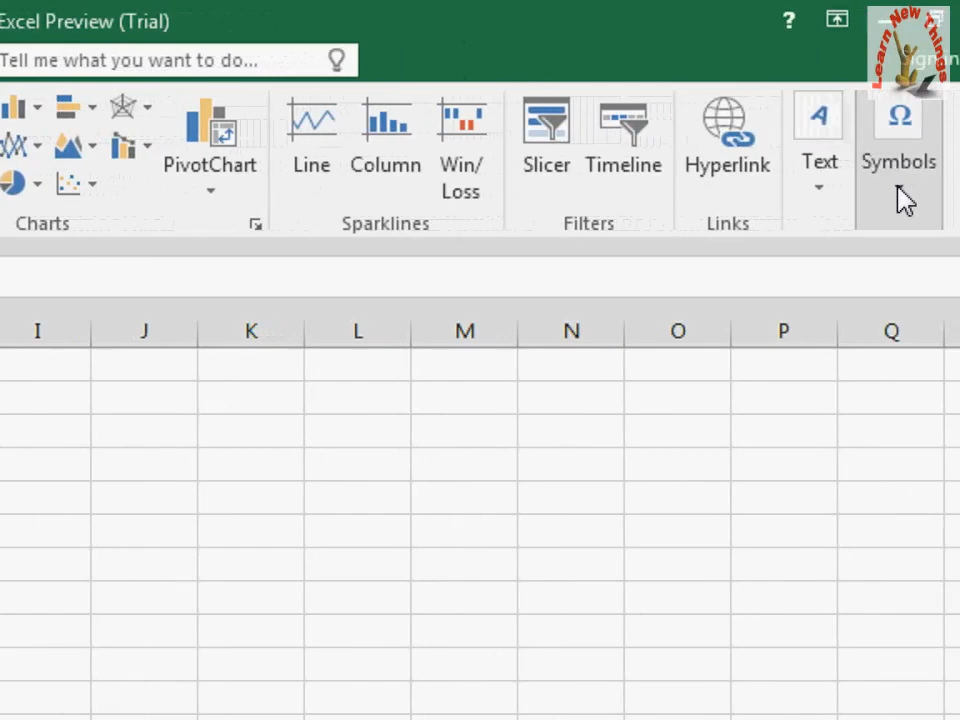 Excel Preview (Trial)
?
Learn New Things
Tell me what you want to do...
PivotChart
Line
Column
Win/
Loss
Slicer
Timeline
Hyperlink
A
Text
Ω
Symbols
Charts
Sparklines
Filters
Links
I J K L M N O P Q